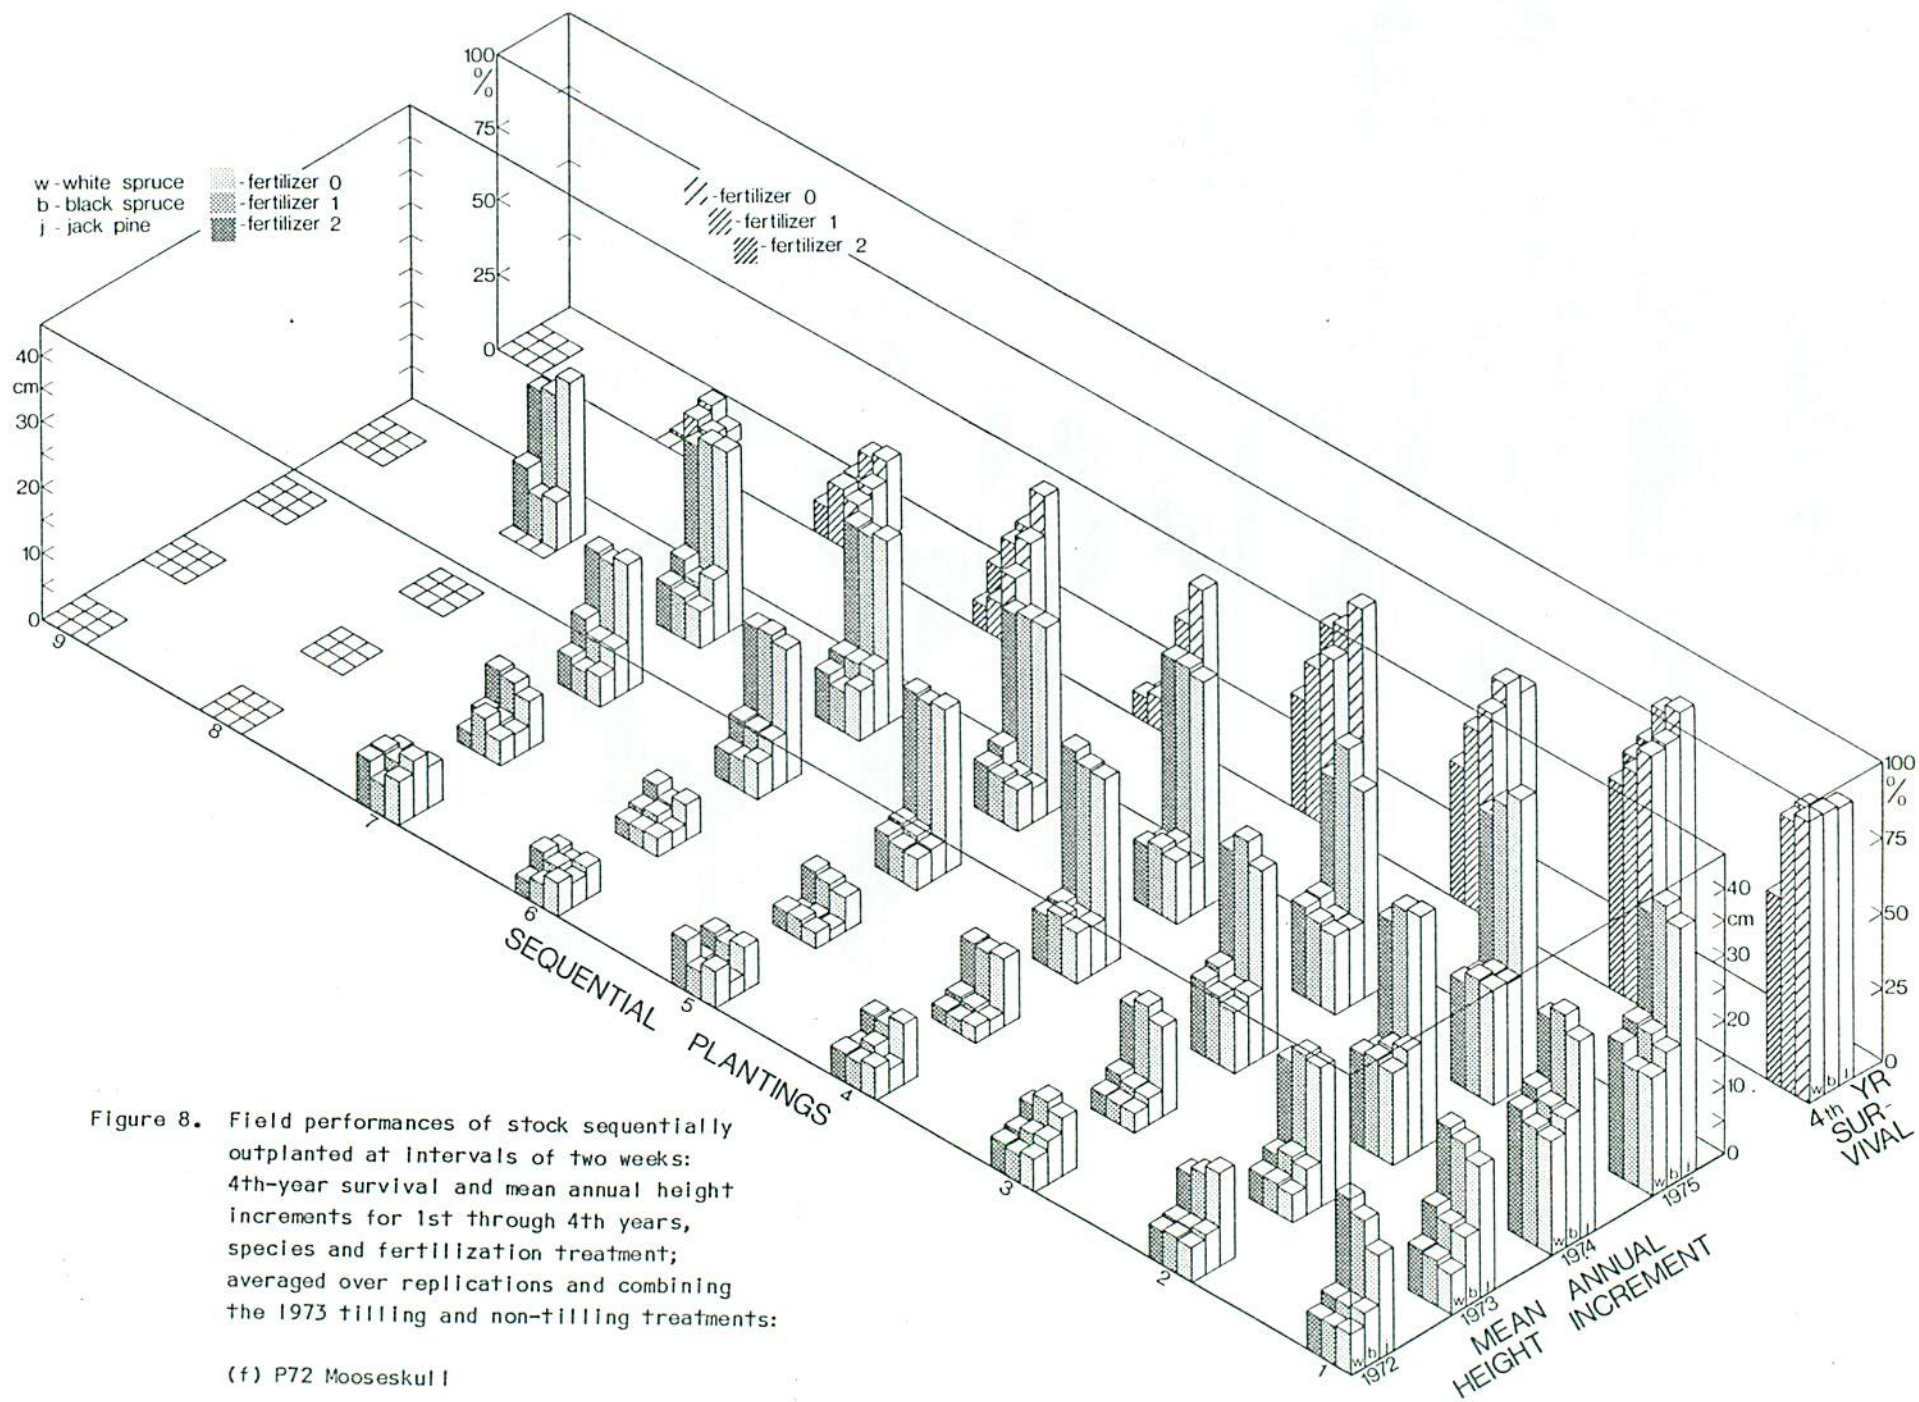 100
%
75
50
25
0
w - white spruce -fertilizer 0
b - black spruce -fertilizer 1
j - jack pine -fertilizer 2
-fertilizer 0
-fertilizer 1
-fertilizer 2
40
cm
30
20
10
0
9
8
7
6
5
4
3
2
1
SEQUENTIAL PLANTINGS
100
%
75
50
25
0
40
cm
30
20
10
0
w b j
4th YR
SUR-
VIVAL
w b j
1975
w b j
1974
w b j
1973
w b j
1972
MEAN ANNUAL
HEIGHT INCREMENT
Figure 8. Field performances of stock sequentially
outplanted at intervals of two weeks:
4th-year survival and mean annual height
increments for 1st through 4th years,
species and fertilization treatment;
averaged over replications and combining
the 1973 tilling and non-tilling treatments:
(f) P72 Mooseskull